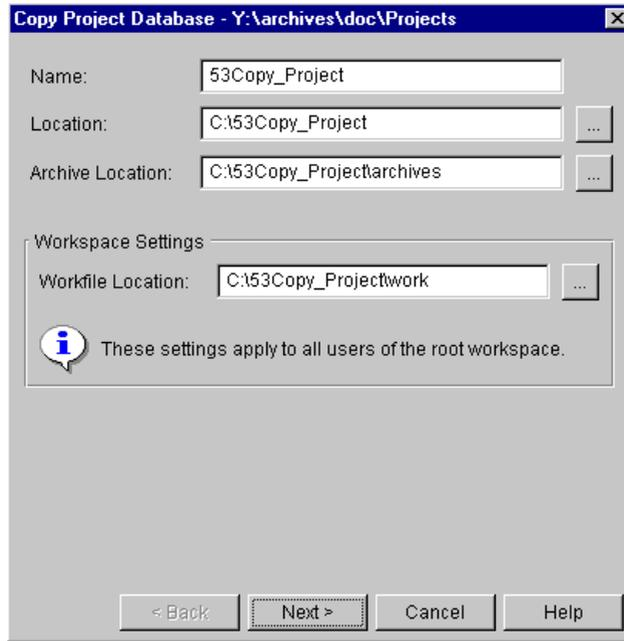 Copy Project Database - Y:\archives\doc\Projects
Name: 53Copy_Project
Location: C:\53Copy_Project ...
Archive Location: C:\53Copy_Project\archives ...
Workspace Settings
Workfile Location: C:\53Copy_Project\work ...
These settings apply to all users of the root workspace.
< Back Next > Cancel Help